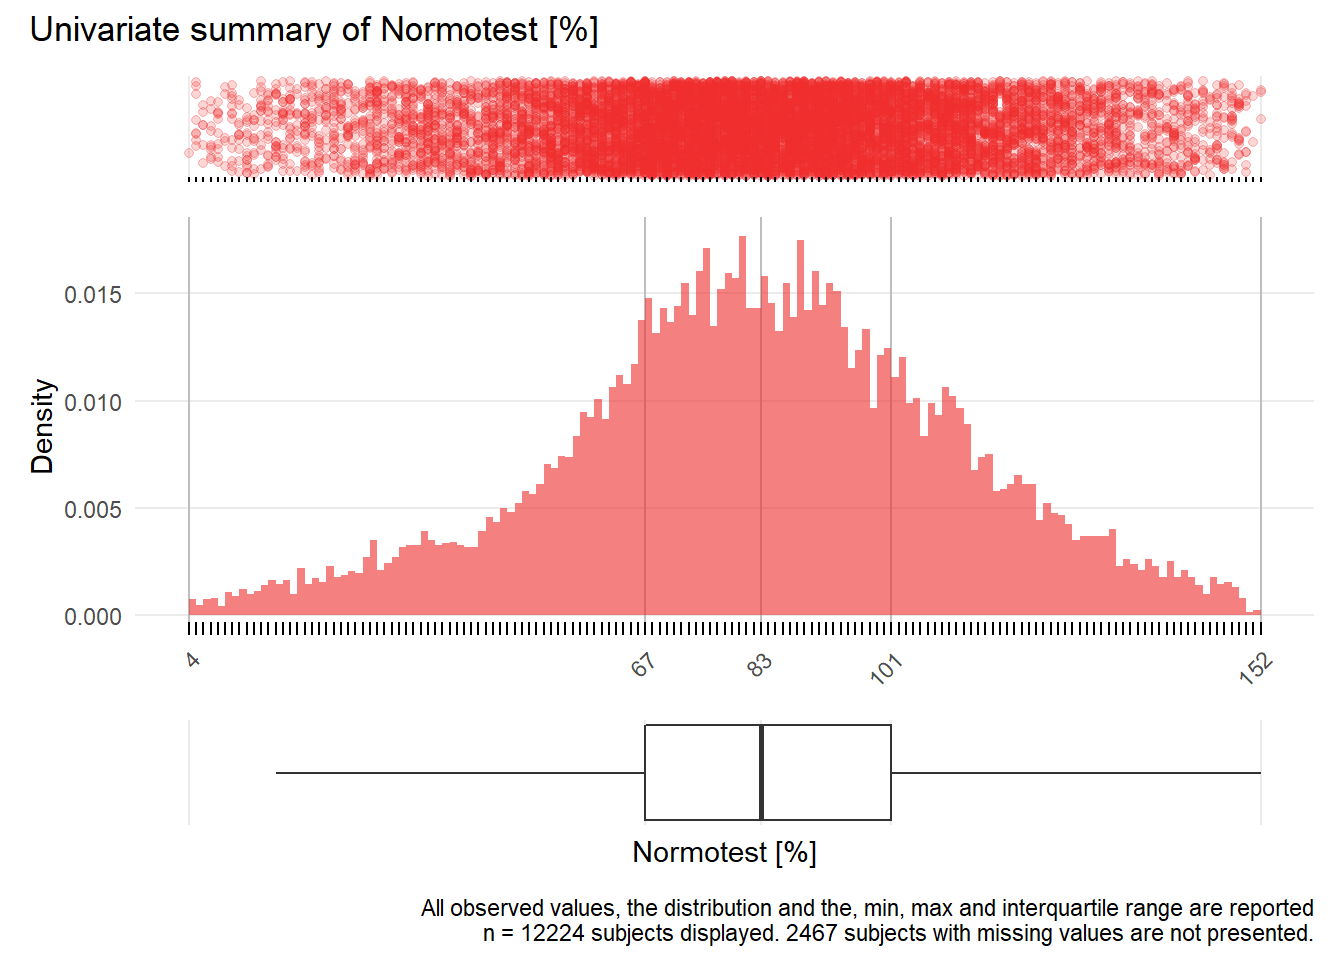 Univariate summary of Normotest [%]
Density
0.015
0.010
0.005
0.000
4 67 83 101 152
Normotest [%]
All observed values, the distribution and the, min, max and interquartile range are reported
n = 12224 subjects displayed. 2467 subjects with missing values are not presented.